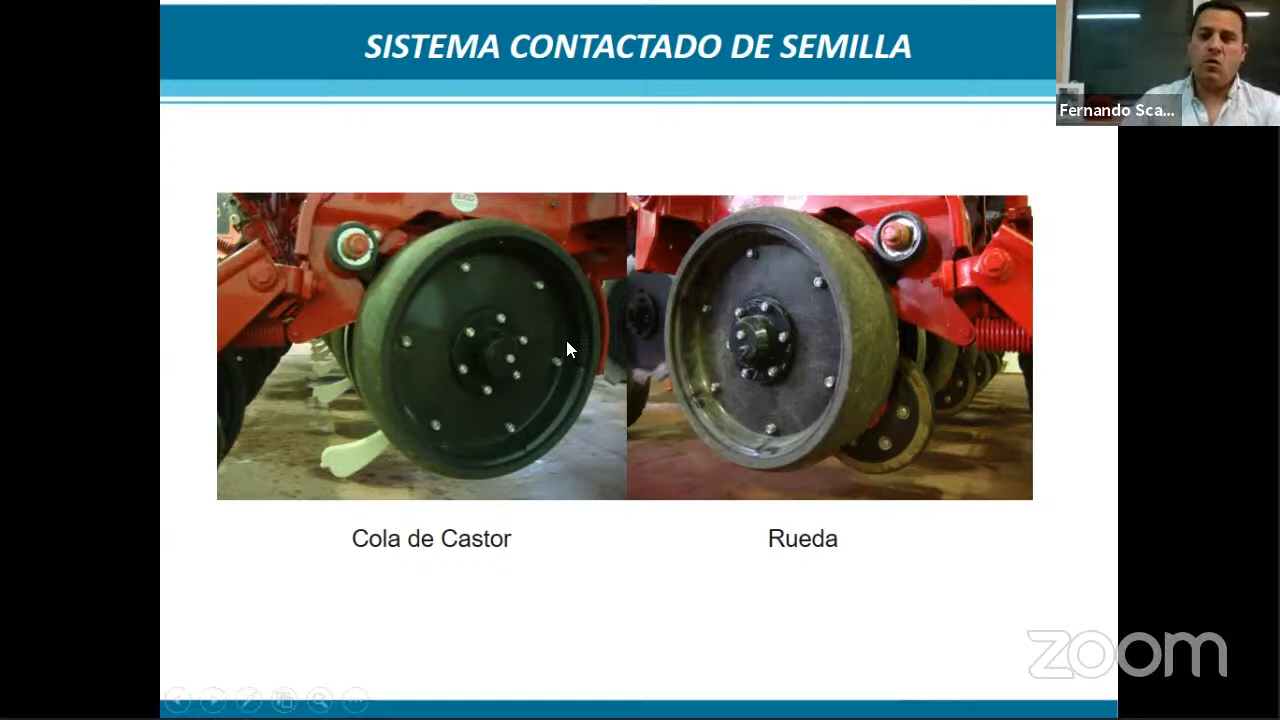 SISTEMA CONTACTADO DE SEMILLA
Fernando Sca...
Cola de Castor
Rueda
zoom